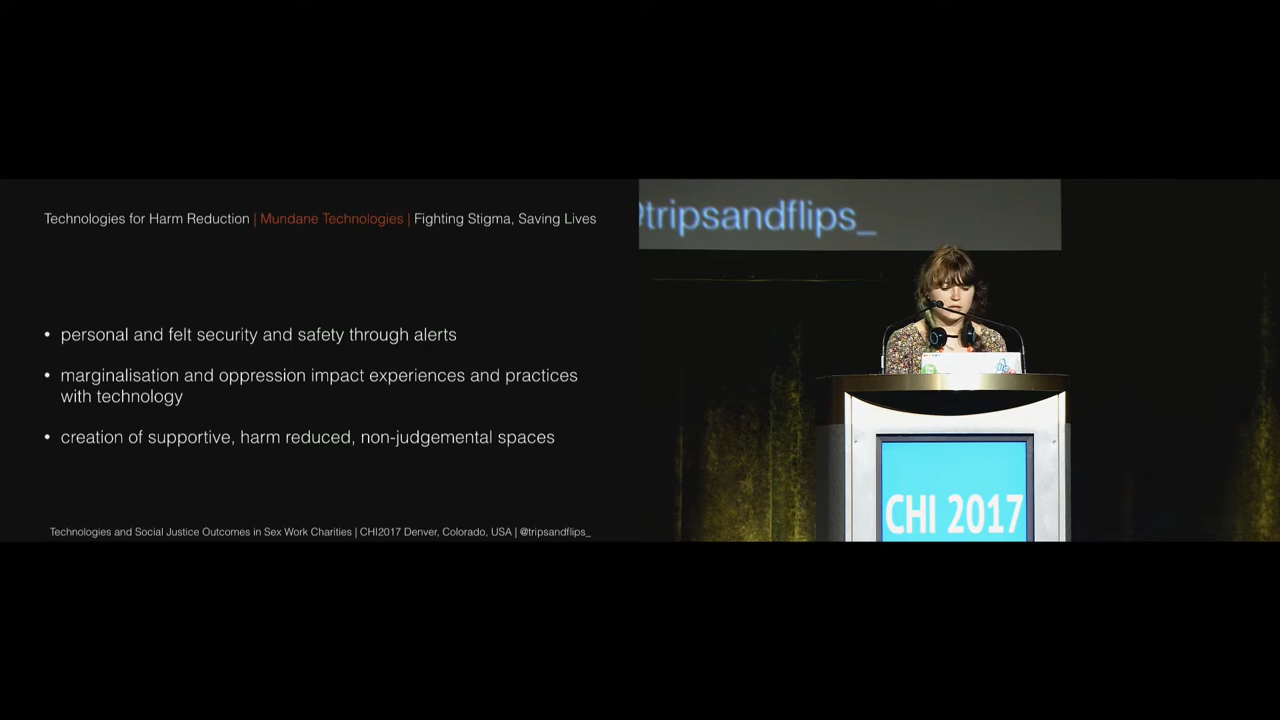 Technologies for Harm Reduction | Mundane Technologies | Fighting Stigma, Saving Lives
• personal and felt security and safety through alerts
• marginalisation and oppression impact experiences and practices
with technology
• creation of supportive, harm reduced, non-judgemental spaces
Technologies and Social Justice Outcomes in Sex Work Charities | CHI2017 Denver, Colorado, USA | @tripsandflips_
@tripsandflips_
CHI 2017